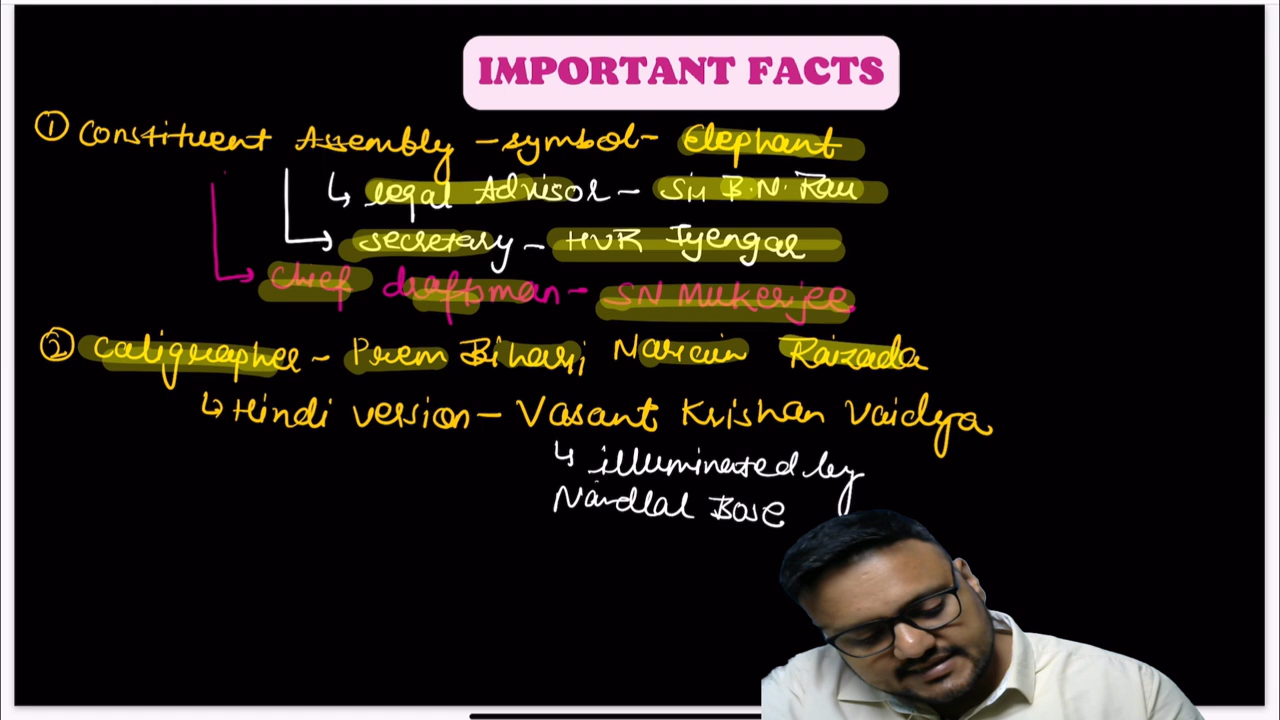 IMPORTANT FACTS
① Constituent Assembly - symbol - Elephant
↳ legal Advisor - Sir B.N. Rau
→ secretary - HVR Iyengar
→ chief draftsman - SN Mukerjee
② Caligrapher - Prem Bihari Narain Raizada
↳ Hindi version - Vasant Krishan Vaidya
↳ illuminated by
Nandlal Bose